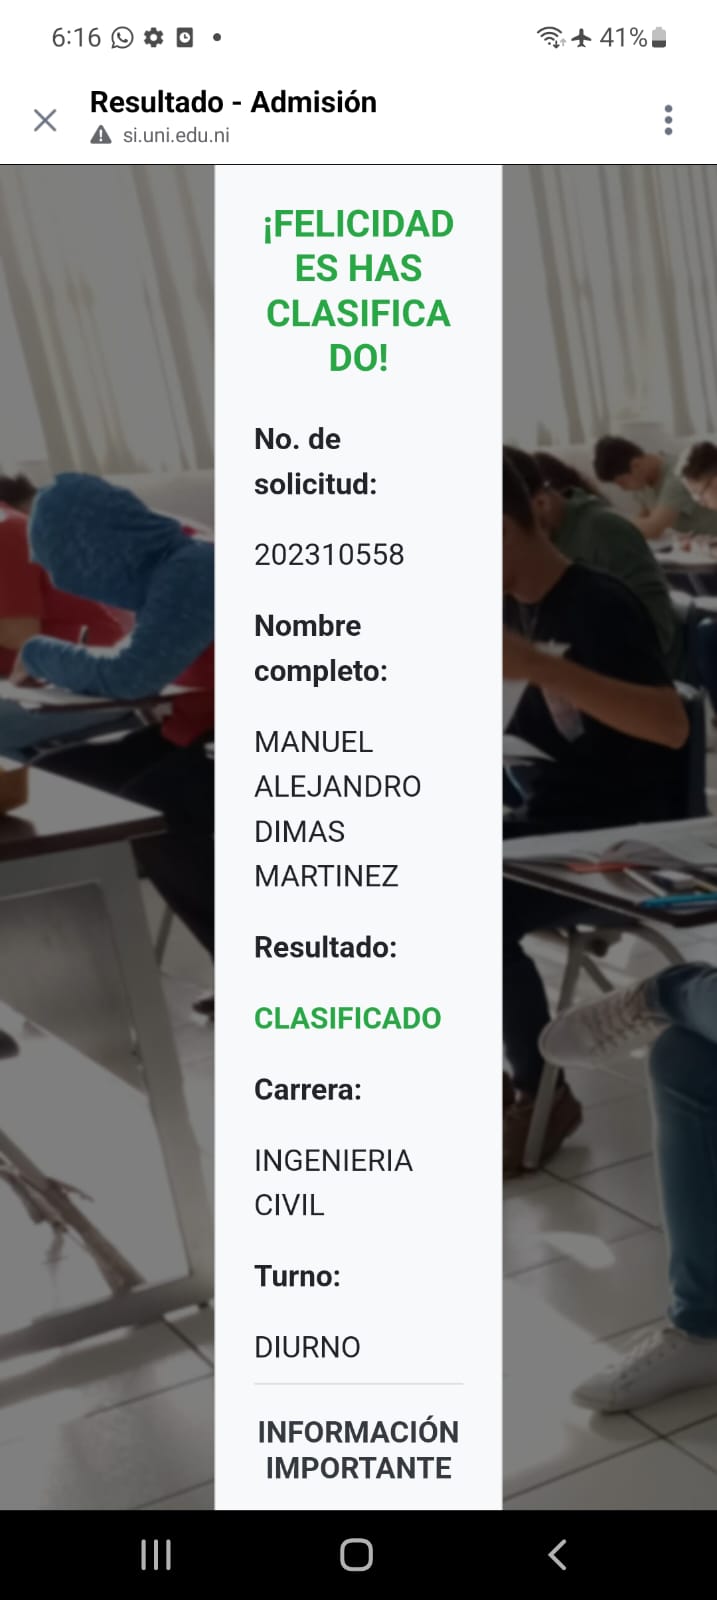 6:16
41%
Resultado - Admisión
si.uni.edu.ni
¡FELICIDAD
ES HAS
CLASIFICA
DO!
No. de
solicitud:
202310558
Nombre
completo:
MANUEL
ALEJANDRO
DIMAS
MARTINEZ
Resultado:
CLASIFICADO
Carrera:
INGENIERIA
CIVIL
Turno:
DIURNO
INFORMACIÓN
IMPORTANTE